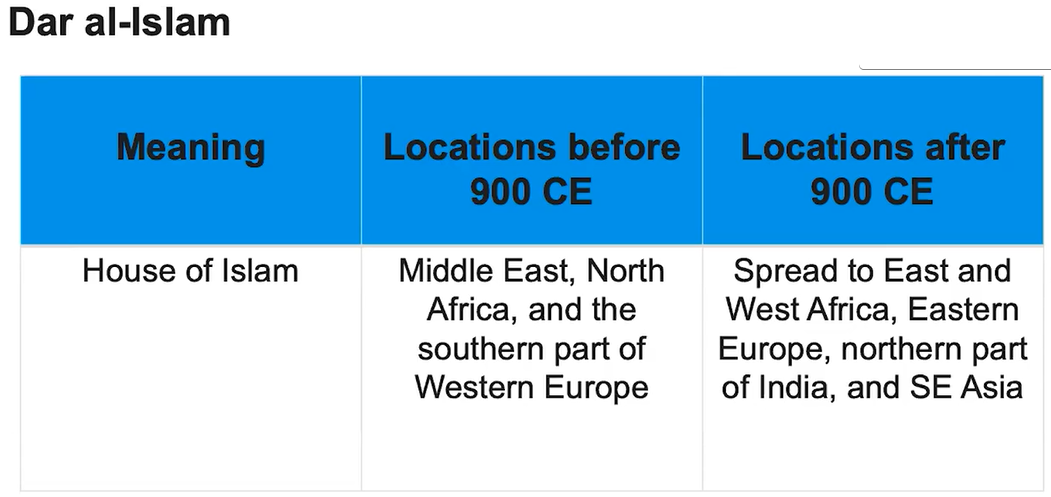 Dar al-Islam
Meaning
Locations before
900 CE
Locations after
900 CE
House of Islam
Middle East, North
Africa, and the
southern part of
Western Europe
Spread to East and
West Africa, Eastern
Europe, northern part
of India, and SE Asia